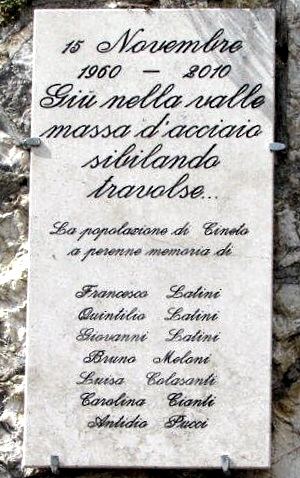 15 Novembre
1960 – 2010
Giù nella valle
massa d'acciaio
sibilando
travolse...
La popolazione di Cineto
a perenne memoria di
Francesco Latini
Quintilio Latini
Giovanni Latini
Bruno Meloni
Luisa Colasanti
Carolina Cianti
Antidio Pucci